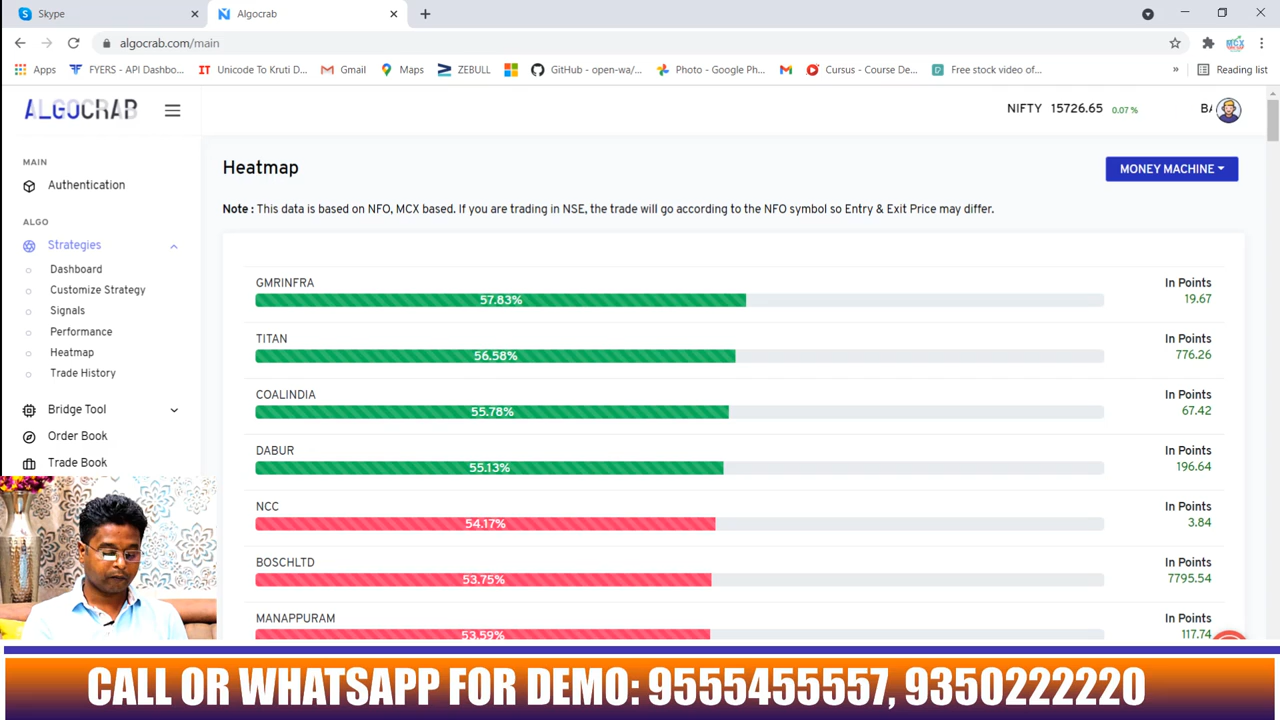 Skype
Algocrab
algocrab.com/main
Apps
FYERS - API Dashbo...
Unicode To Kruti D...
Gmail
Maps
ZEBULL
GitHub - open-wa/...
Photo - Google Ph...
Cursus - Course De...
Free stock video of...
»
Reading list
ALGOCRAB
NIFTY 15726.65 0.07 %
MAIN
Authentication
ALGO
Strategies
Dashboard
Customize Strategy
Signals
Performance
Heatmap
Trade History
Bridge Tool
Order Book
Trade Book
Heatmap
MONEY MACHINE
Note : This data is based on NFO, MCX based. If you are trading in NSE, the trade will go according to the NFO symbol so Entry & Exit Price may differ.
GMRINFRA In Points
57.83% 19.67
TITAN In Points
56.58% 776.26
COALINDIA In Points
55.78% 67.42
DABUR In Points
55.13% 196.64
NCC In Points
54.17% 3.84
BOSCHLTD In Points
53.75% 7795.54
MANAPPURAM In Points
53.59% 117.74
CALL OR WHATSAPP FOR DEMO: 9555455557, 9350222220